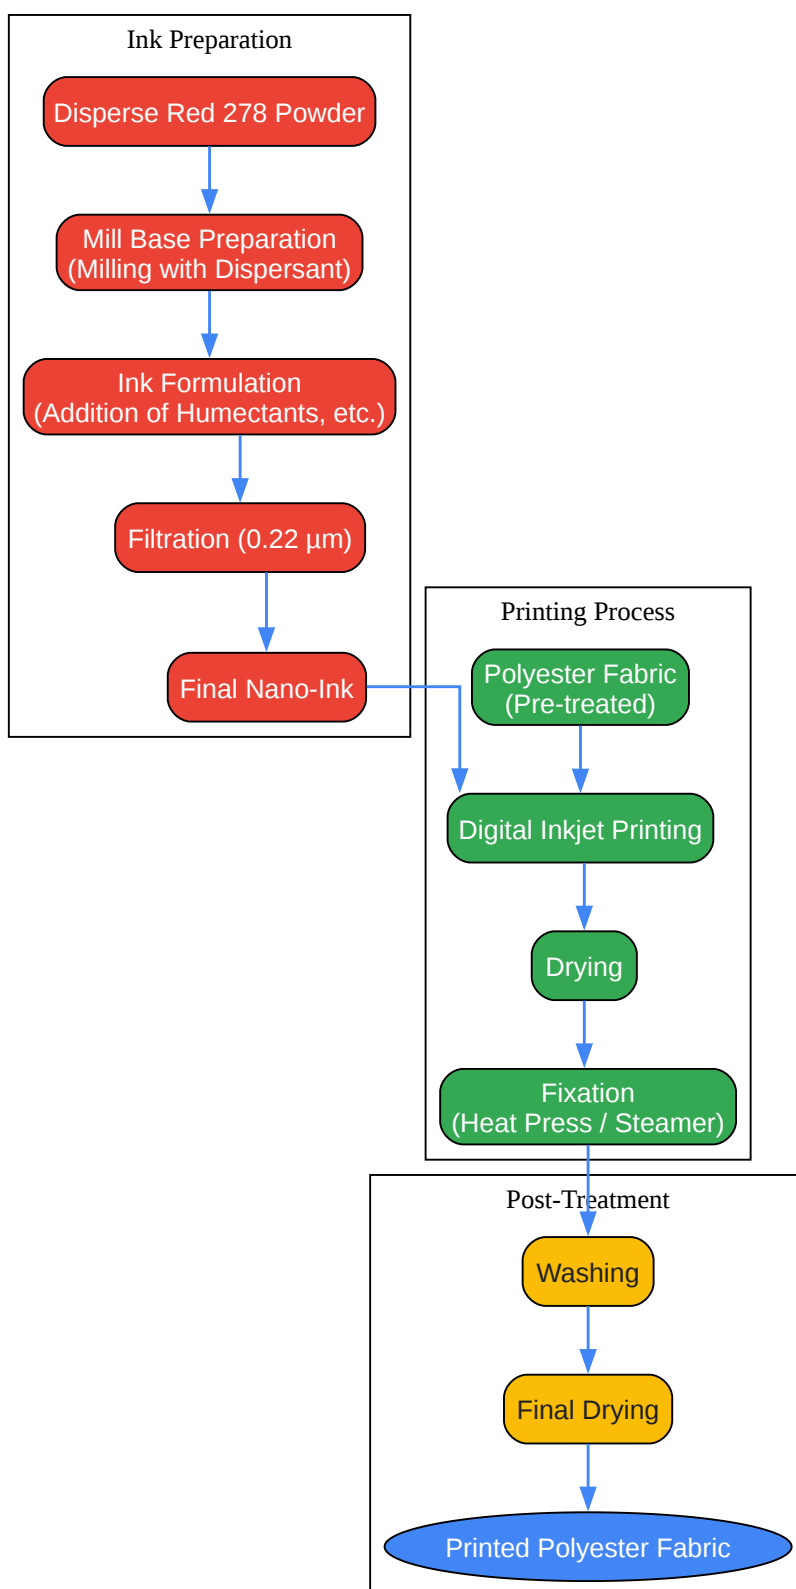 Ink Preparation
Disperse Red 278 Powder
Mill Base Preparation
(Milling with Dispersant)
Ink Formulation
(Addition of Humectants, etc.)
Filtration (0.22 µm)
Final Nano-Ink
Printing Process
Polyester Fabric
(Pre-treated)
Digital Inkjet Printing
Drying
Fixation
(Heat Press / Steamer)
Post-Treatment
Washing
Final Drying
Printed Polyester Fabric